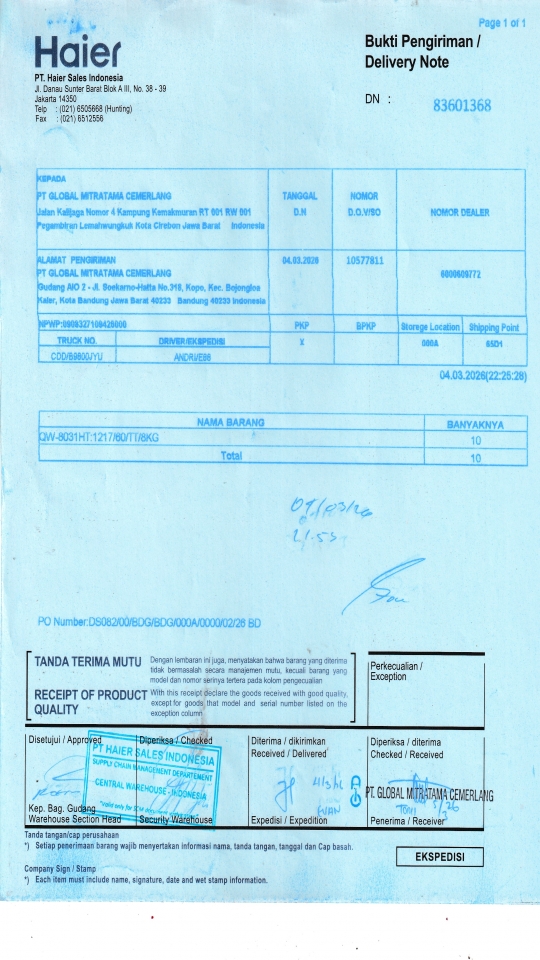 Page 1 of 1
Haier
Bukti Pengiriman /
Delivery Note
PT. Haier Sales Indonesia
Jl. Danau Sunter Barat Blok A III, No. 38 - 39
Jakarta 14350
Telp : (021) 6505668 (Hunting)
Fax : (021) 6512556
DN : 83601368
KEPADA
PT GLOBAL MITRATAMA CEMERLANG
Jalan Kalijaga Nomor 4 Kampung Kemakmuran RT 001 RW 001
Pegambiran Lemahwungkuk Kota Cirebon Jawa Barat Indonesia
TANGGAL
D.N
NOMOR
D.O./SO
NOMOR DEALER
ALAMAT PENGIRIMAN
PT GLOBAL MITRATAMA CEMERLANG
Gudang AIO 2 - Jl. Soekarno-Hatta No.318, Kopo, Kec. Bojongloa
Kaler, Kota Bandung Jawa Barat 40233 Bandung 40233 Indonesia
04.03.2026
10577811
6000609772
NPWP:0909327109426000
PKP
BPKP
Storege Location
Shipping Point
TRUCK NO.
DRIVER/EKSPEDISI
X
000A
65D1
CDD/B9600JYU
ANDRI/E66
04.03.2026(22:25:28)
NAMA BARANG
BANYAKNYA
QW-8031HT:1217/60/TT/8KG
10
Total
10
09/03/26
21.53
PO Number:DS082/00/BDG/BDG/000A/0000/02/26 BD
TANDA TERIMA MUTU
Dengan lembaran ini juga, menyatakan bahwa barang yang diterima
tidak bermasalah secara manajemen mutu, kecuali barang yang
model dan nomor serinya tertera pada kolom pengecualian
RECEIPT OF PRODUCT
QUALITY
With this receipt declare the goods received with good quality,
except for goods that model and serial number listed on the
exception column
Perkecualian /
Exception
Disetujui / Approved
Diperiksa / Checked
Diterima / dikirimkan
Received / Delivered
Diperiksa / diterima
Checked / Received
PT HAIER SALES INDONESIA
SUPPLY CHAIN MANAGEMENT DEPARTEMENT
CENTRAL WAREHOUSE - INDONESIA
G-D
PT. GLOBAL MITRATAMA CEMERLANG
Kep. Bag. Gudang
Warehouse Section Head
Security Warehouse
Expedisi / Expedition
Penerima / Receiver
Tanda tangan/cap perusahaan
*) Setiap penerimaan barang wajib menyertakan informasi nama, tanda tangan, tanggal dan Cap basah.
EKSPEDISI
Company Sign / Stamp
*) Each item must include name, signature, date and wet stamp information.